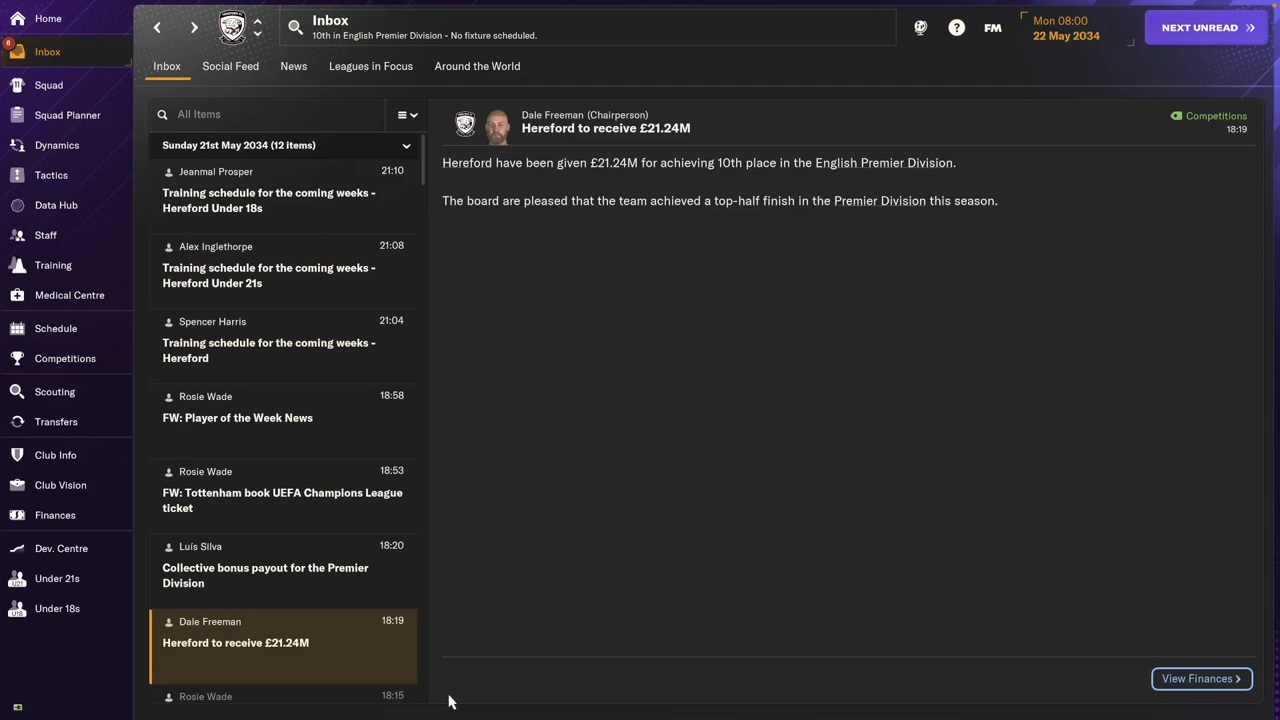 Home
6
Inbox
Squad
Squad Planner
Dynamics
Tactics
Data Hub
Staff
Training
Medical Centre
Schedule
Competitions
Scouting
Transfers
Club Info
Club Vision
Finances
Dev. Centre
U21
Under 21s
U18
Under 18s
Inbox
10th in English Premier Division - No fixture scheduled.
FM
Mon 08:00
22 May 2034
NEXT UNREAD
Inbox
Social Feed
News
Leagues in Focus
Around the World
All Items
Sunday 21st May 2034 (12 items)
Jeanmal Prosper
21:10
Training schedule for the coming weeks -
Hereford Under 18s
Alex Inglethorpe
21:08
Training schedule for the coming weeks -
Hereford Under 21s
Spencer Harris
21:04
Training schedule for the coming weeks -
Hereford
Rosie Wade
18:58
FW: Player of the Week News
Rosie Wade
18:53
FW: Tottenham book UEFA Champions League
ticket
Luís Silva
18:20
Collective bonus payout for the Premier
Division
Dale Freeman
18:19
Hereford to receive £21.24M
Rosie Wade
18:15
Dale Freeman (Chairperson)
Hereford to receive £21.24M
Competitions
18:19
Hereford have been given £21.24M for achieving 10th place in the English Premier Division.
The board are pleased that the team achieved a top-half finish in the Premier Division this season.
View Finances